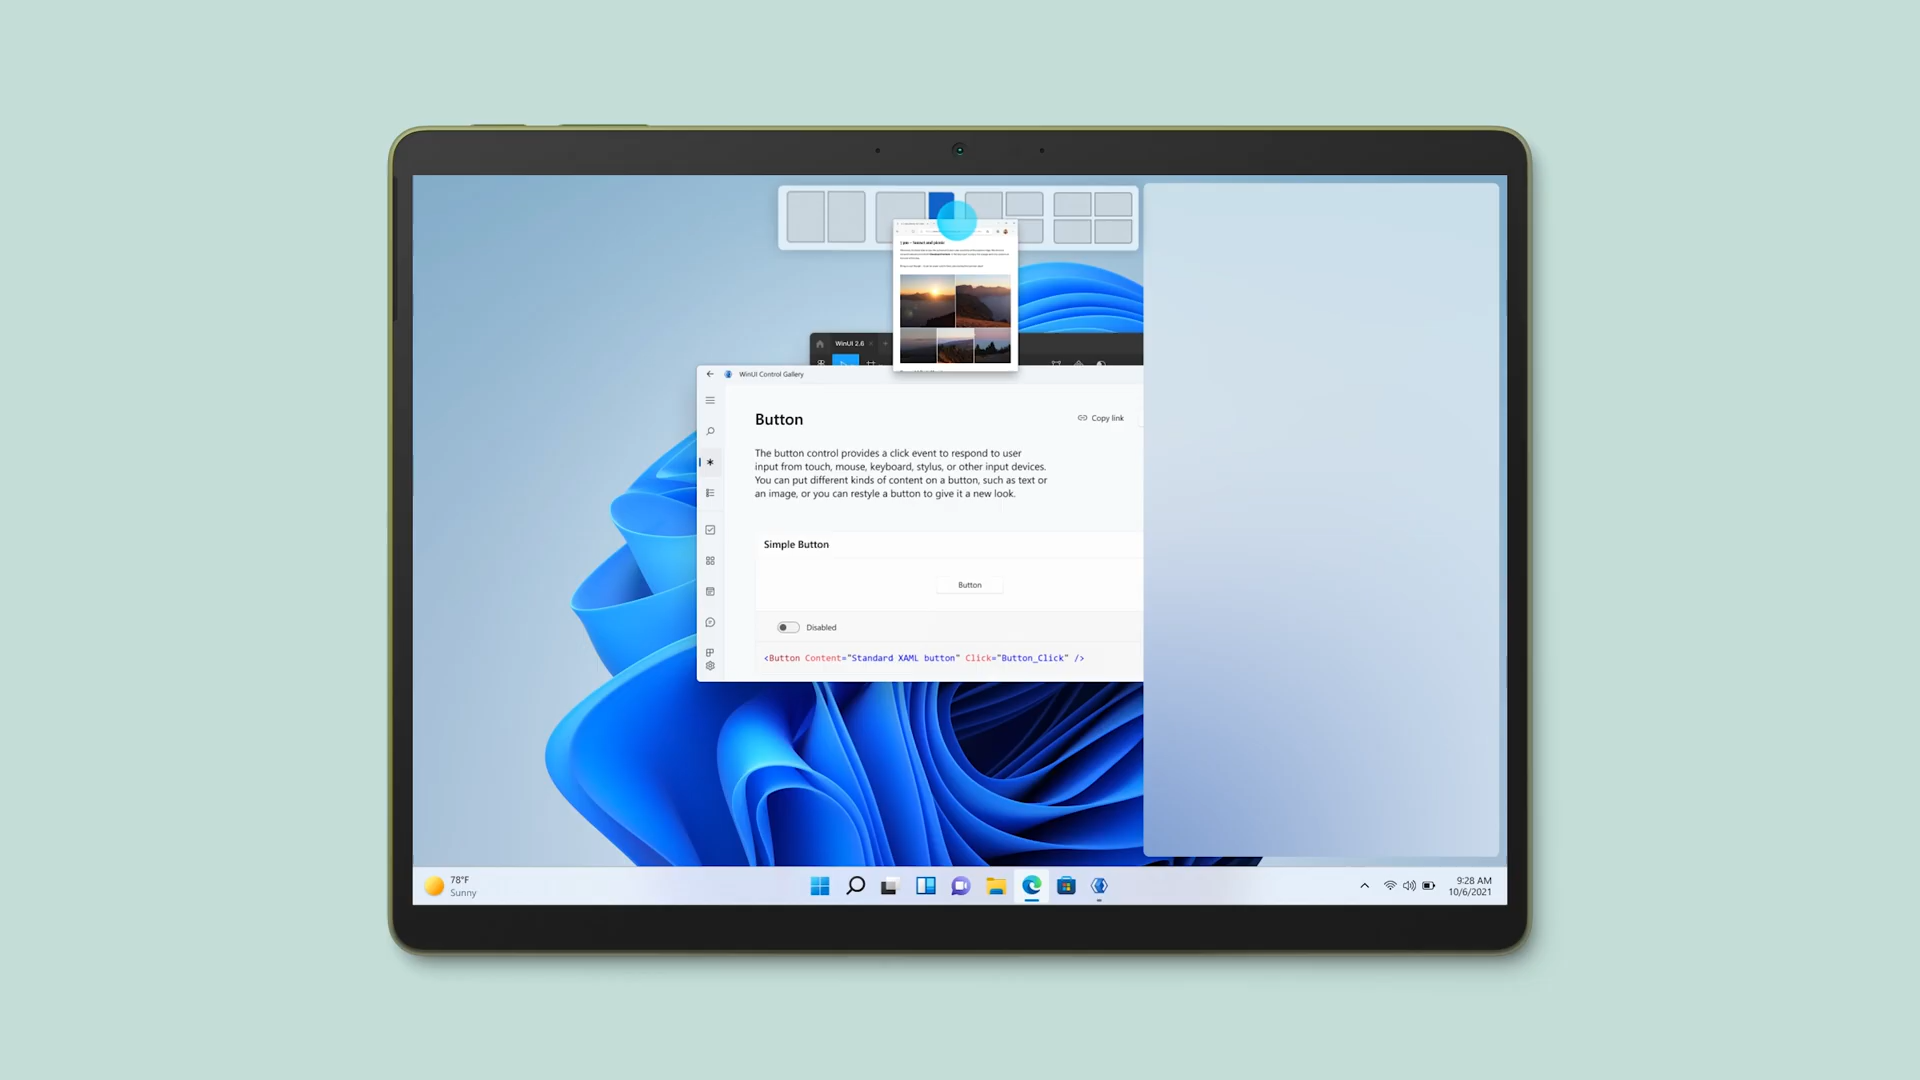 WinUI 2.6
WinUI Control Gallery
Button
Copy link
The button control provides a click event to respond to user
input from touch, mouse, keyboard, stylus, or other input devices.
You can put different kinds of content on a button, such as text or
an image, or you can restyle a button to give it a new look.
Simple Button
Button
Disabled
<Button Content="Standard XAML button" Click="Button_Click" />
78°F
Sunny
9:28 AM
10/6/2021